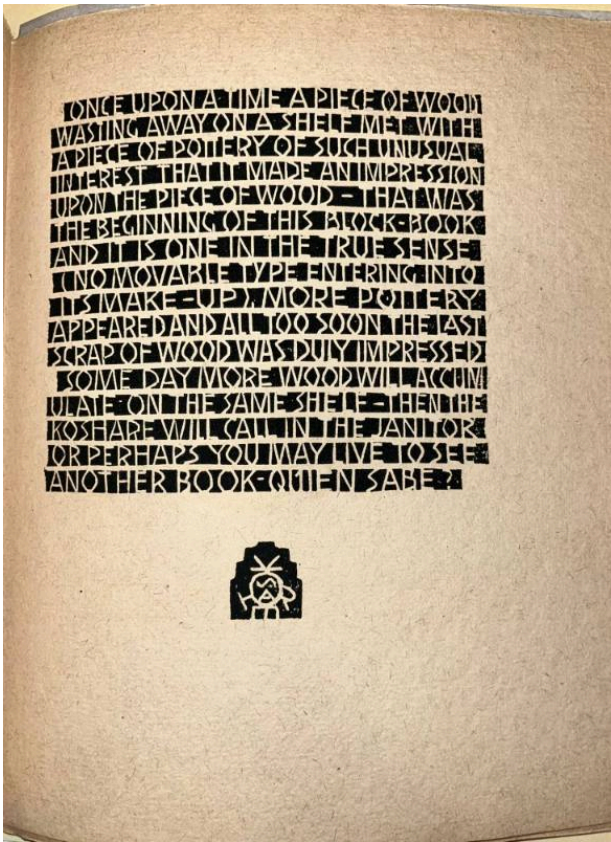 ONCE UPON A TIME A PIECE OF WOOD
WASTING AWAY ON A SHELF MET WITH
A PIECE OF POTTERY OF SUCH UNUSUAL
INTEREST THAT IT MADE AN IMPRESSION
UPON THE PIECE OF WOOD – THAT WAS
THE BEGINNING OF THIS BLOCK-BOOK
AND IT IS ONE IN THE TRUE SENSE
(NO MOVABLE TYPE ENTERING INTO
ITS MAKE-UP). MORE POTTERY
APPEARED AND ALL TOO SOON THE LAST
SCRAP OF WOOD WAS DULY IMPRESSED
SOME DAY MORE WOOD WILL ACCUM
ULATE ON THE SAME SHELF – THEN THE
KOSHARE WILL CALL IN THE JANITOR
OR PERHAPS YOU MAY LIVE TO SEE
ANOTHER BOOK-QUIEN SABE?